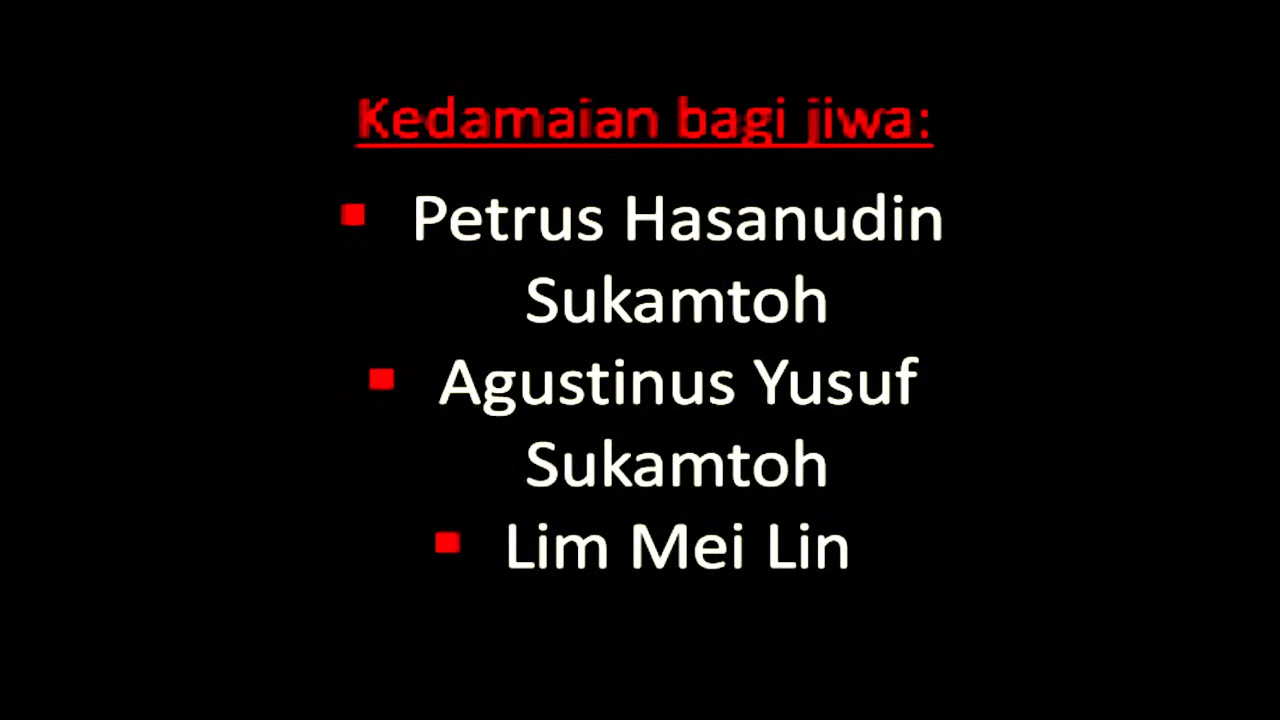 Kedamaian bagi jiwa:
▪ Petrus Hasanudin
Sukamtoh
▪ Agustinus Yusuf
Sukamtoh
▪ Lim Mei Lin